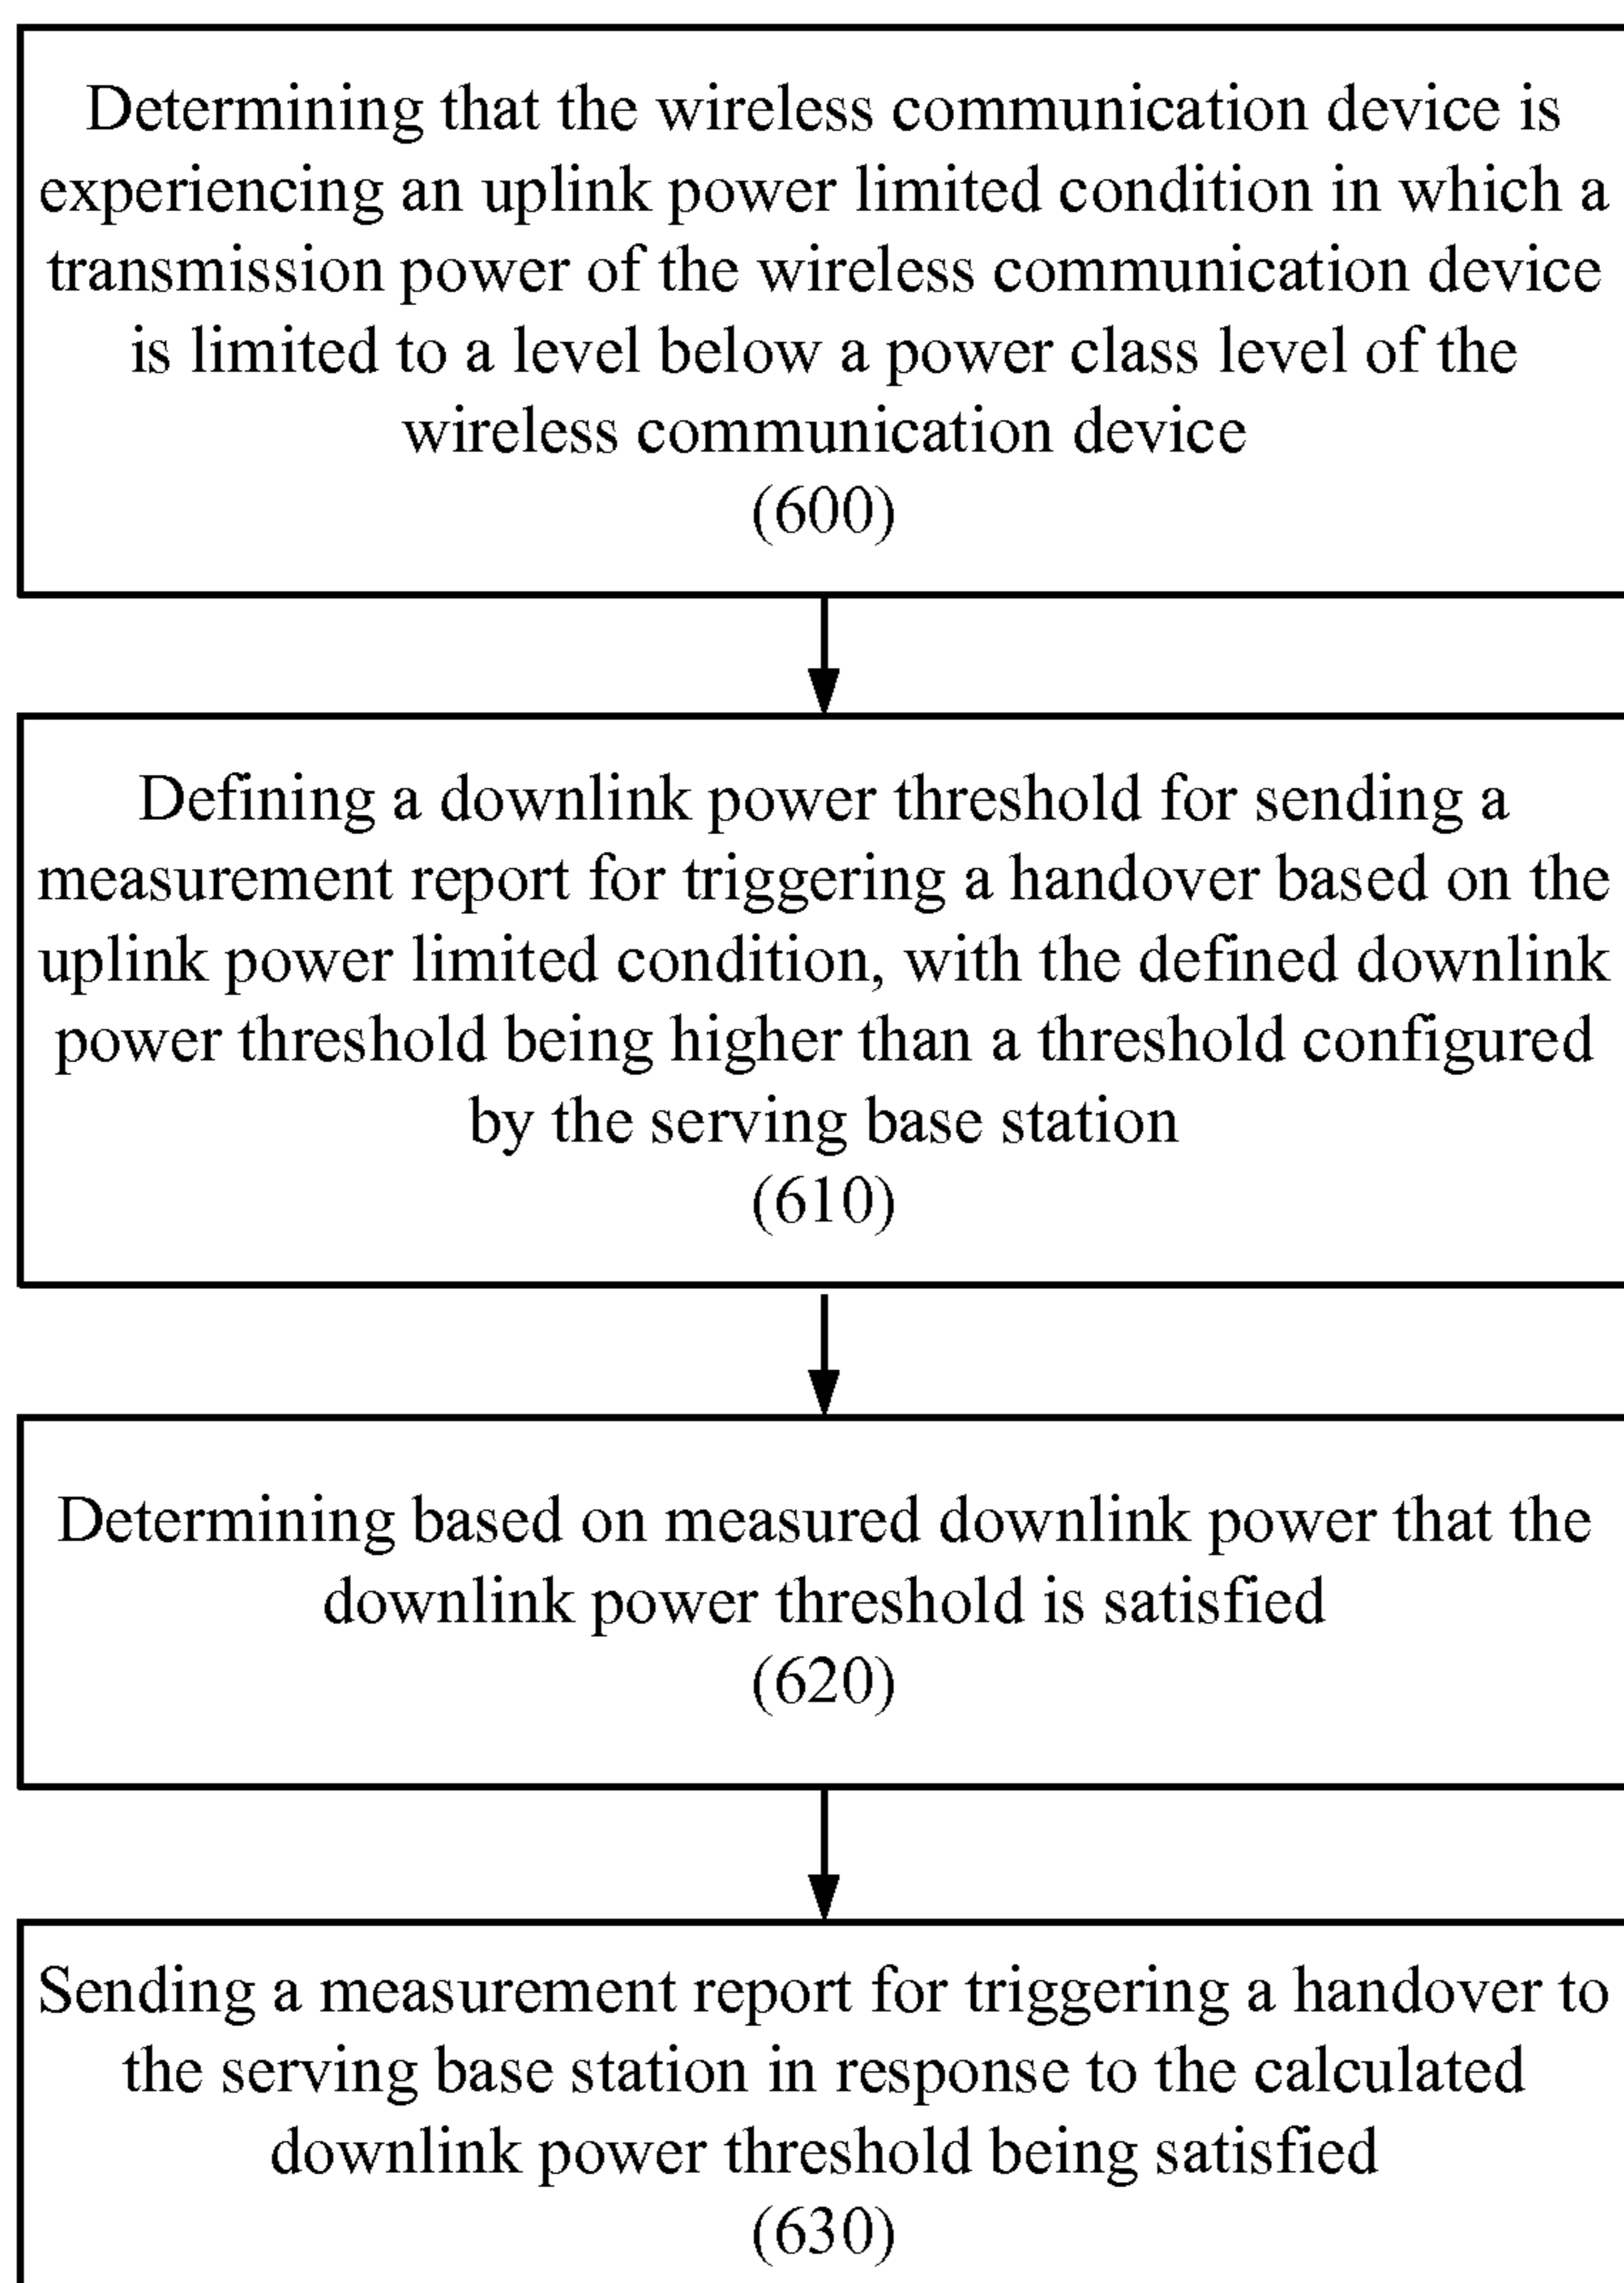 Determining that the wireless communication device is
experiencing an uplink power limited condition in which a
transmission power of the wireless communication device
is limited to a level below a power class level of the
wireless communication device
(600)
Defining a downlink power threshold for sending a
measurement report for triggering a handover based on the
uplink power limited condition, with the defined downlink
power threshold being higher than a threshold configured
by the serving base station
(610)
Determining based on measured downlink power that the
downlink power threshold is satisfied
(620)
Sending a measurement report for triggering a handover to
the serving base station in response to the calculated
downlink power threshold being satisfied
(630)